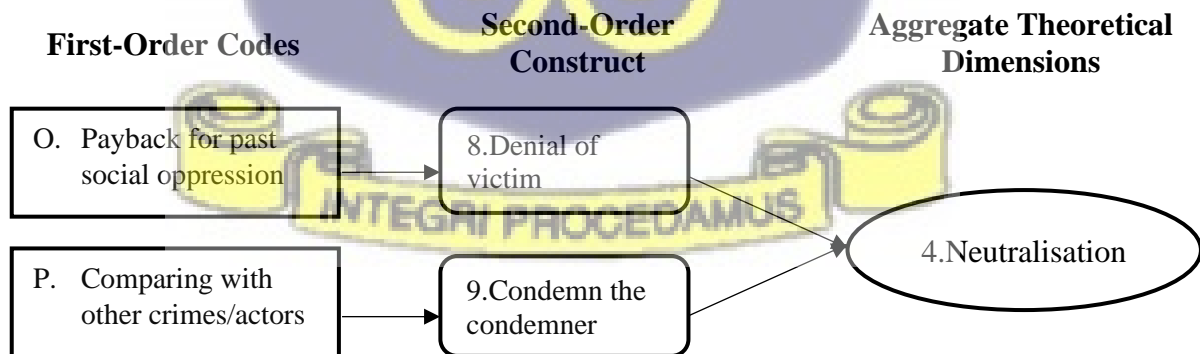 First-Order Codes
Second-Order
Construct
Aggregate Theoretical
Dimensions
O. Payback for past
social oppression
8.Denial of
victim
INTEGRI PROCEDAMUS
4.Neutralisation
P. Comparing with
other crimes/actors
9.Condemn the
condemner